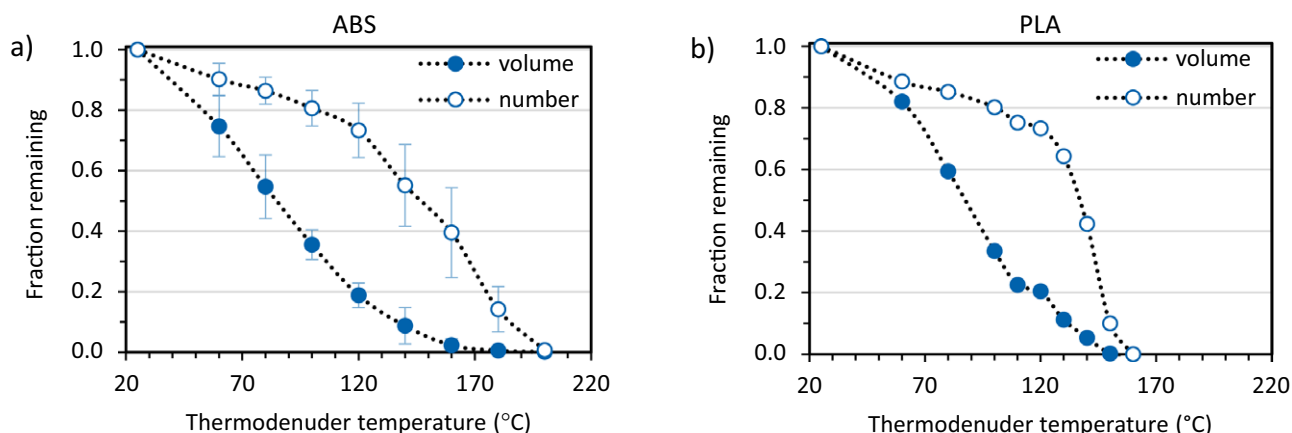 a)
ABS
1.0
0.8
0.6
0.4
0.2
0.0
Fraction remaining
volume
number
20
70
120
170
220
Thermodenuder temperature (°C)
b)
PLA
1.0
0.8
0.6
0.4
0.2
0.0
Fraction remaining
volume
number
20
70
120
170
220
Thermodenuder temperature (°C)